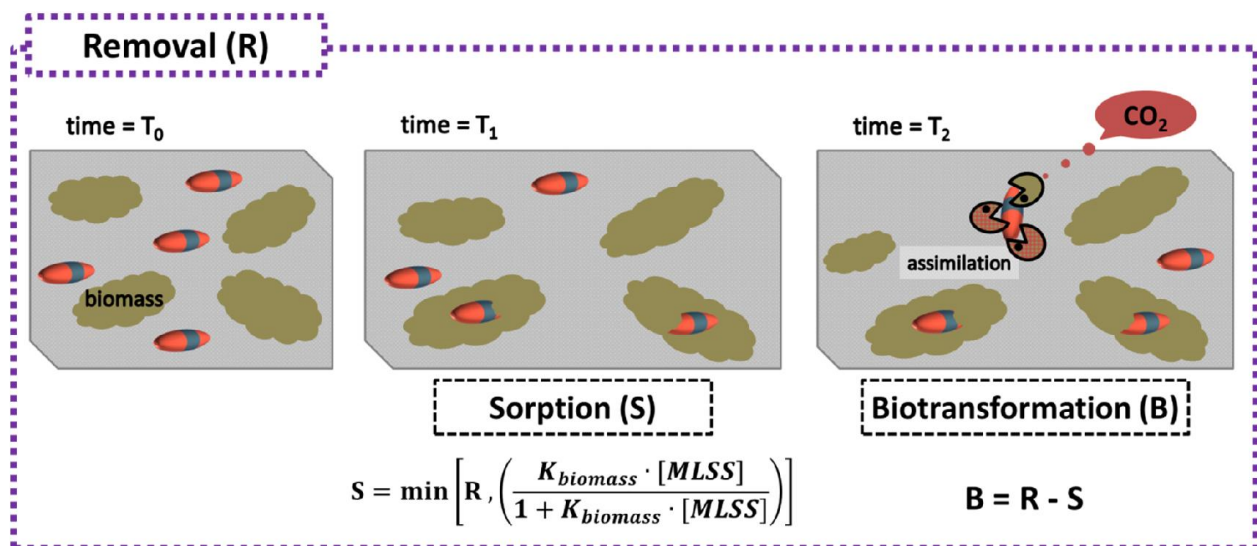 Removal (R)
time = T₀
time = T₁
time = T₂
CO₂
biomass
assimilation
Sorption (S)
Biotransformation (B)
S = min [R , (K_biomass · [MLSS] / 1 + K_biomass · [MLSS])]
B = R - S